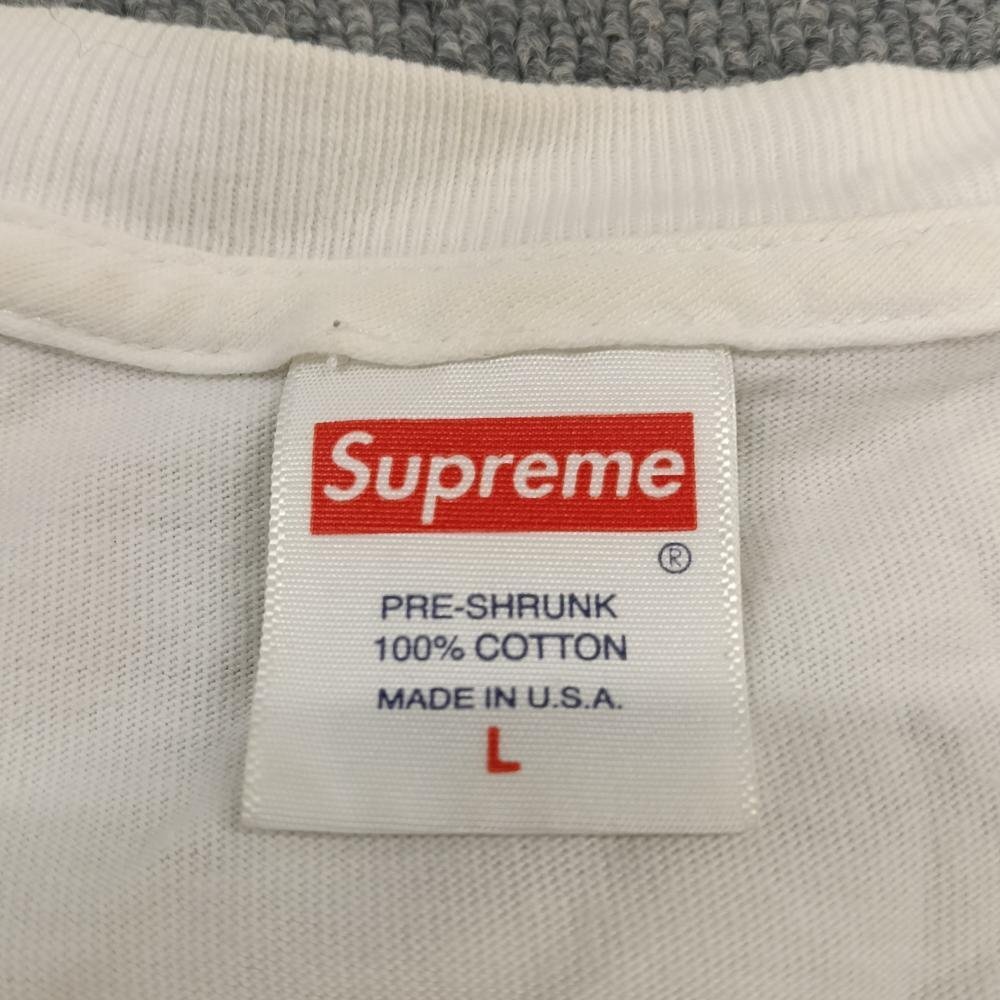 Supreme
®
PRE-SHRUNK
100% COTTON
MADE IN U.S.A.
L